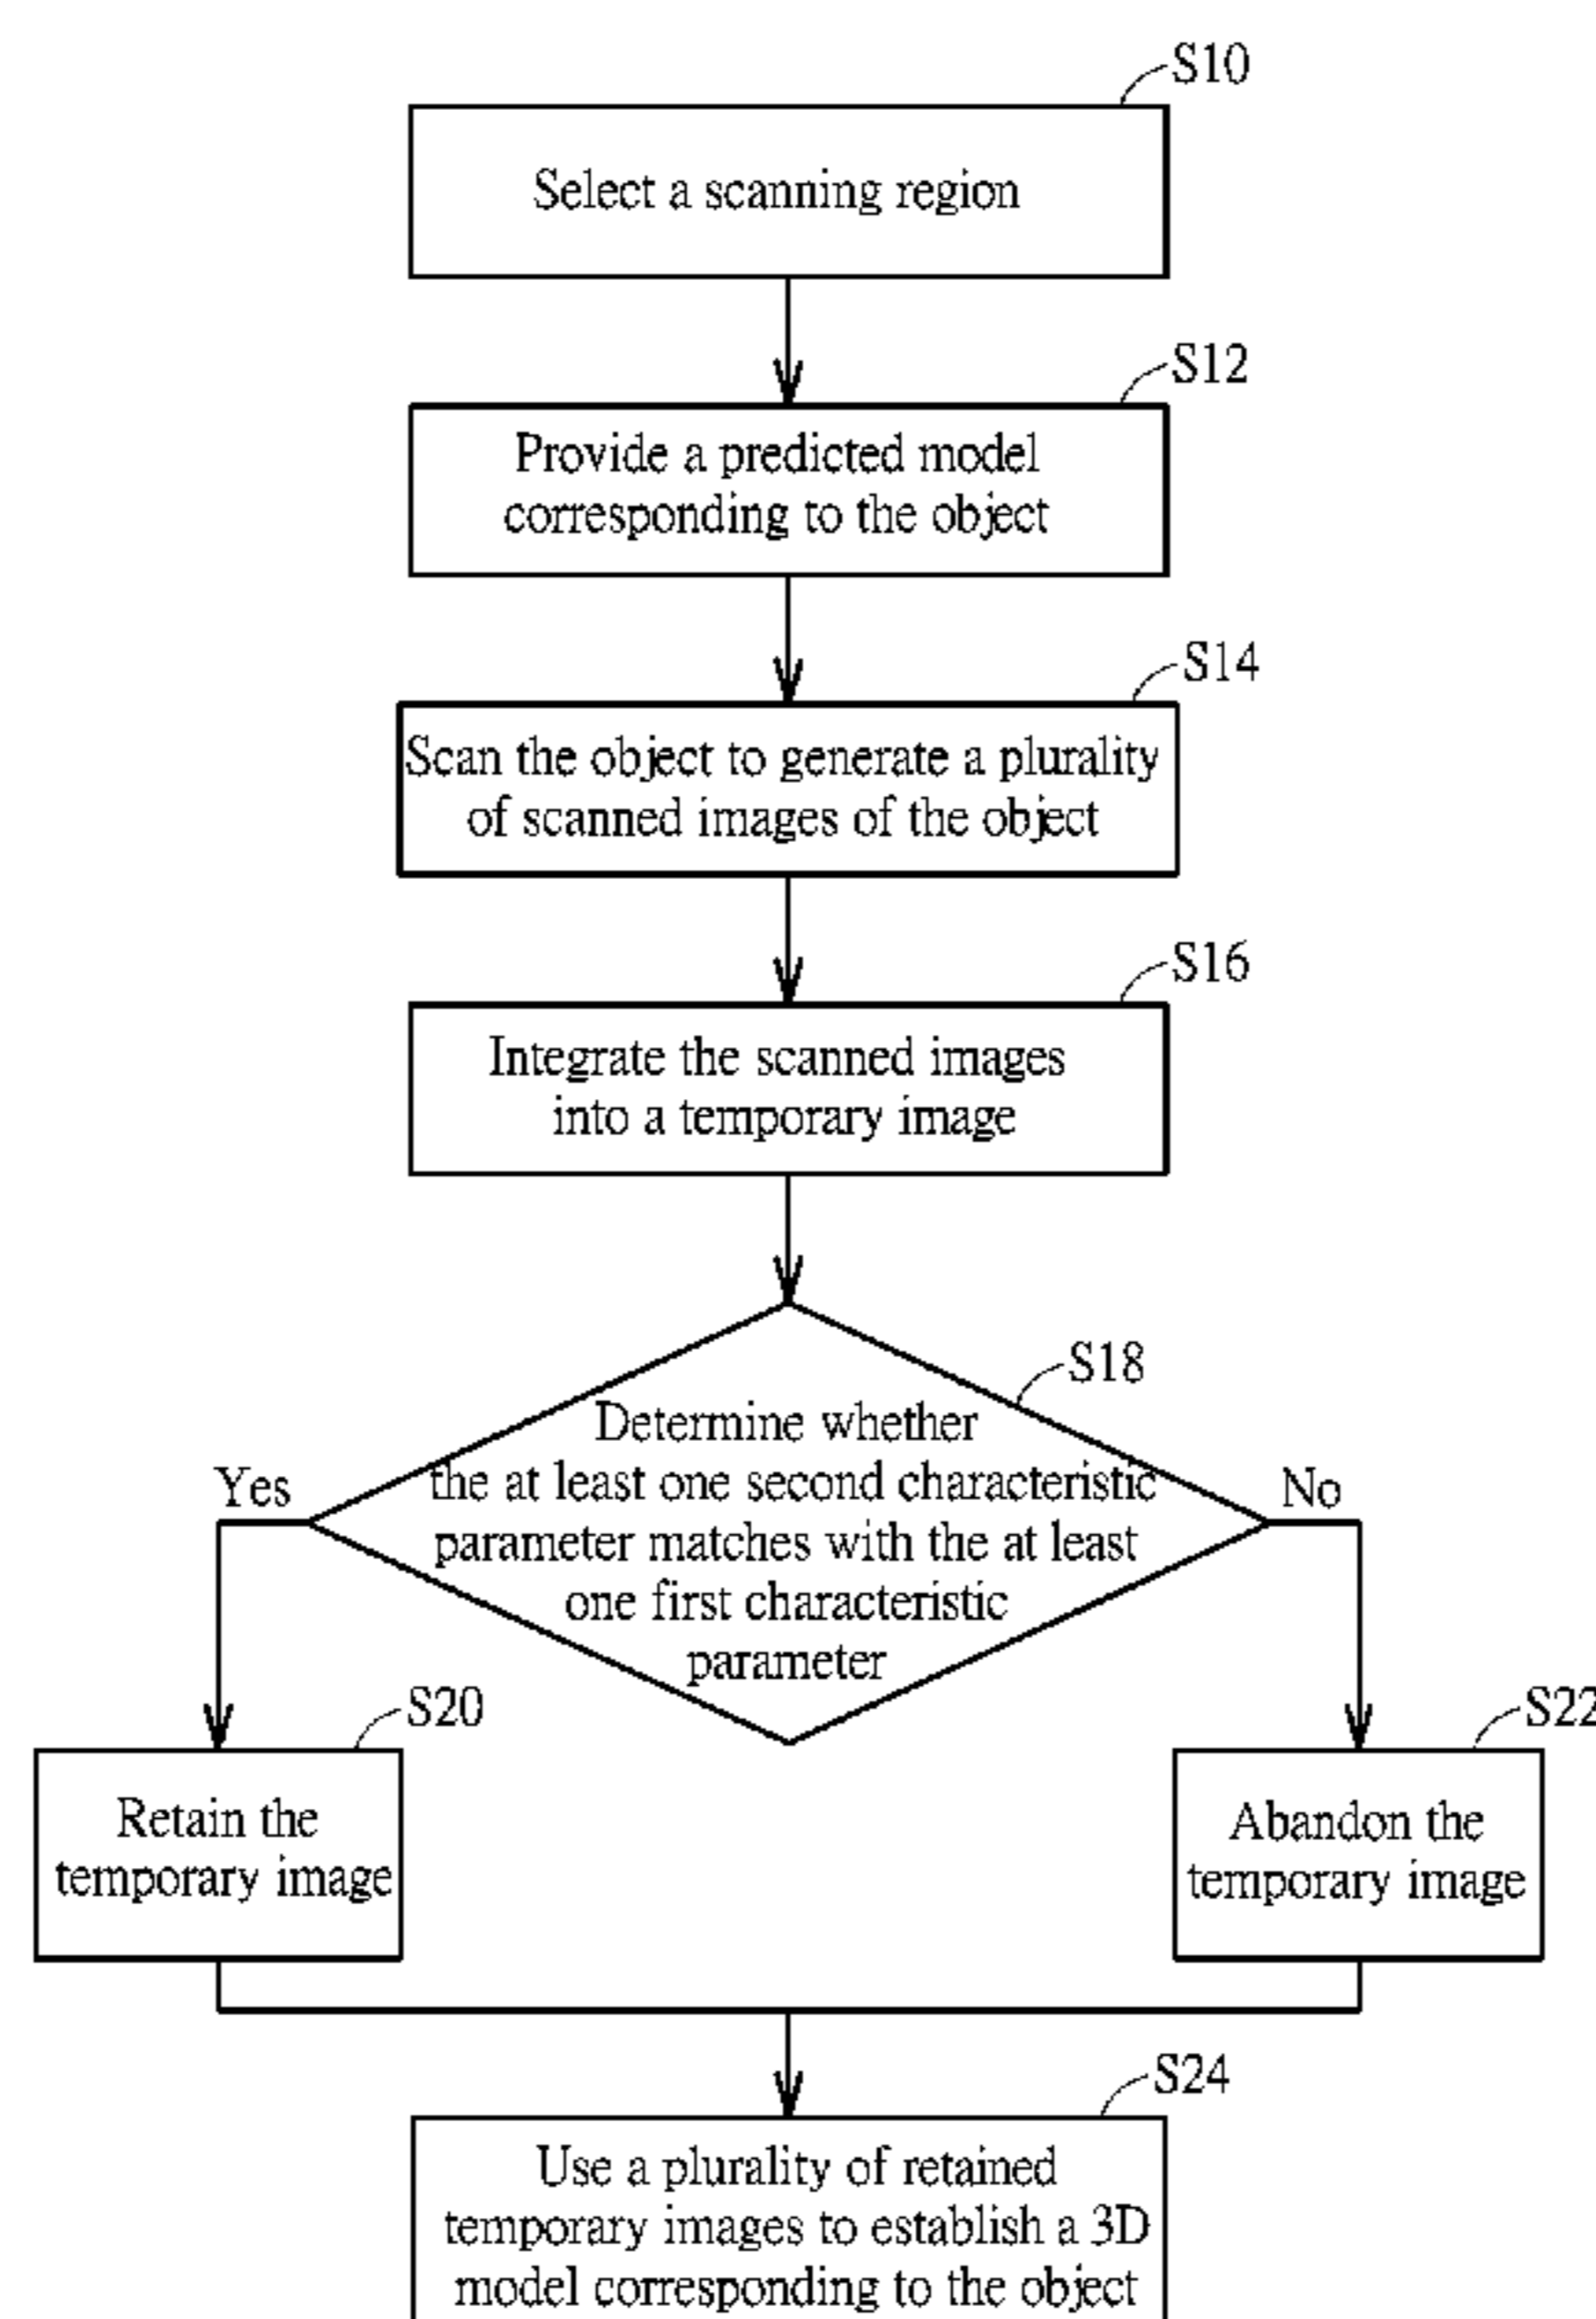 S10
Select a scanning region
S12
Provide a predicted model
corresponding to the object
S14
Scan the object to generate a plurality
of scanned images of the object
S16
Integrate the scanned images
into a temporary image
S18
Determine whether
the at least one second characteristic
parameter matches with the at least
one first characteristic
parameter
Yes
No
S20
Retain the
temporary image
S22
Abandon the
temporary image
S24
Use a plurality of retained
temporary images to establish a 3D
model corresponding to the object